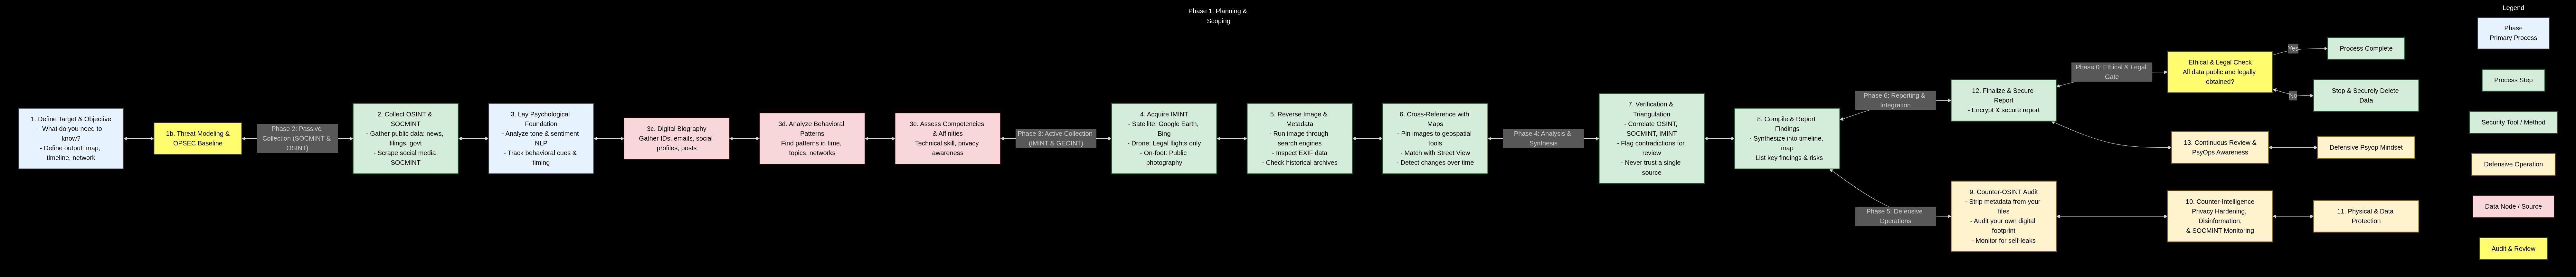 Phase 1: Planning &
Scoping
1. Define Target & Objective
- What do you need to
know?
- Define output: map,
timeline, network
1b. Threat Modeling &
OPSEC Baseline
Phase 2: Passive
Collection (SOCMINT &
OSINT)
2. Collect OSINT &
SOCMINT
- Gather public data: news,
filings, govt
- Scrape social media
SOCMINT
3. Lay Psychological
Foundation
- Analyze tone & sentiment
NLP
- Track behavioral cues &
timing
3c. Digital Biography
Gather IDs, emails, social
profiles, posts
3d. Analyze Behavioral
Patterns
Find patterns in time,
topics, networks
3e. Assess Competencies
& Affinities
Technical skill, privacy
awareness
Phase 3: Active Collection
(IMINT & GEOINT)
4. Acquire IMINT
- Satellite: Google Earth,
Bing
- Drone: Legal flights only
- On-foot: Public
photography
5. Reverse Image &
Metadata
- Run image through
search engines
- Inspect EXIF data
- Check historical archives
6. Cross-Reference with
Maps
- Pin images to geospatial
tools
- Match with Street View
- Detect changes over time
Phase 4: Analysis &
Synthesis
7. Verification &
Triangulation
- Correlate OSINT,
SOCMINT, IMINT
- Flag contradictions for
review
- Never trust a single
source
8. Compile & Report
Findings
- Synthesize into timeline,
map
- List key findings & risks
Phase 6: Reporting &
Integration
12. Finalize & Secure
Report
- Encrypt & secure report
Phase 0: Ethical & Legal
Gate
Ethical & Legal Check
All data public and legally
obtained?
Yes
Process Complete
No
Stop & Securely Delete
Data
13. Continuous Review &
PsyOps Awareness
Defensive Psyop Mindset
Phase 5: Defensive
Operations
9. Counter-OSINT Audit
- Strip metadata from your
files
- Audit your own digital
footprint
- Monitor for self-leaks
10. Counter-Intelligence
Privacy Hardening,
Disinformation,
& SOCMINT Monitoring
11. Physical & Data
Protection
Legend
Phase
Primary Process
Process Step
Security Tool / Method
Defensive Operation
Data Node / Source
Audit & Review